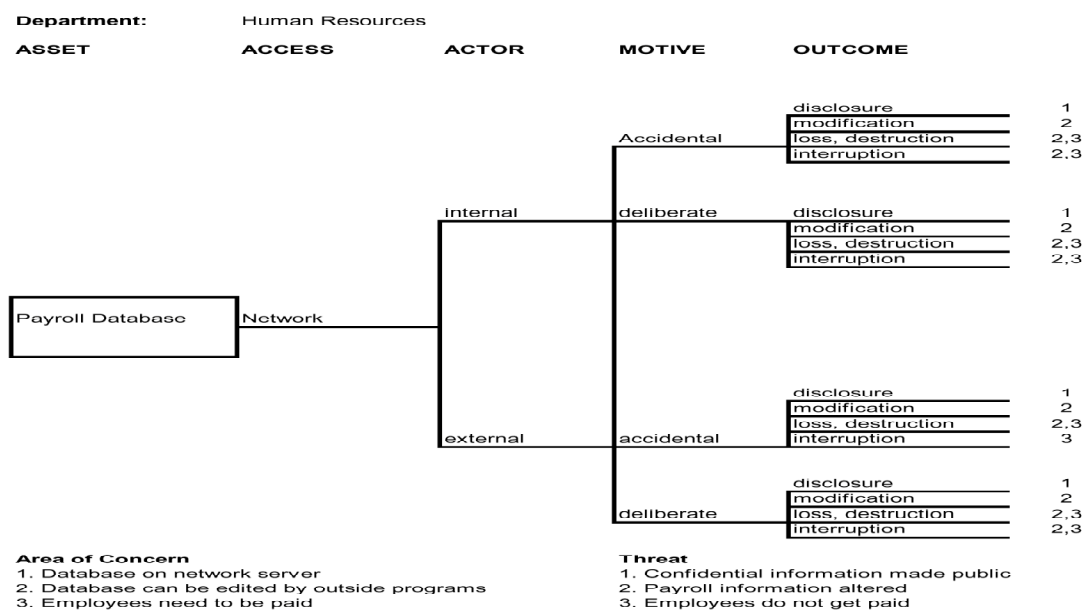 Department: Human Resources
ASSET ACCESS ACTOR MOTIVE OUTCOME
disclosure 1
modification 2
Accidental loss, destruction 2,3
interruption 2,3
internal deliberate disclosure 1
modification 2
loss, destruction 2,3
interruption 2,3
Payroll Database Network
disclosure 1
modification 2
loss, destruction 2,3
external accidental interruption 3
disclosure 1
modification 2
deliberate loss, destruction 2,3
interruption 2,3
Area of Concern
1. Database on network server
2. Database can be edited by outside programs
3. Employees need to be paid
Threat
1. Confidential information made public
2. Payroll information altered
3. Employees do not get paid